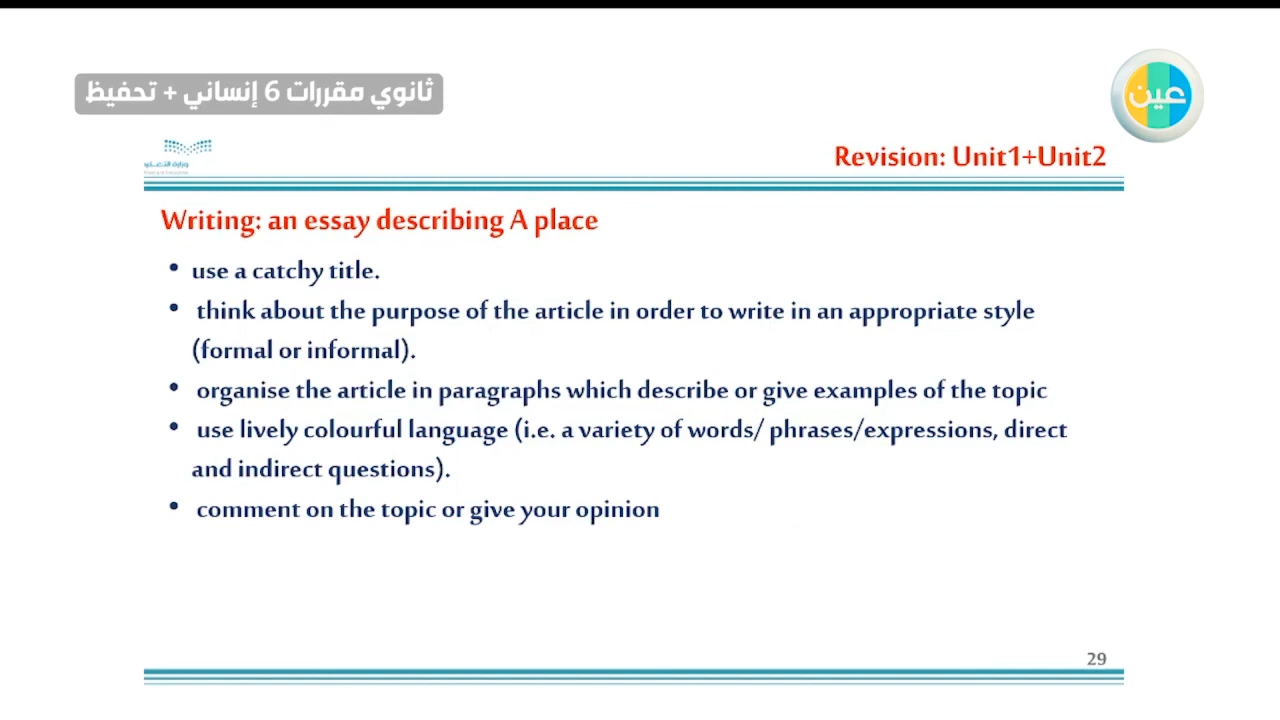 ثانوي مقررات 6 إنساني + تحفيظ
عين
Revision: Unit1+Unit2
Writing: an essay describing A place
• use a catchy title.
• think about the purpose of the article in order to write in an appropriate style
(formal or informal).
• organise the article in paragraphs which describe or give examples of the topic
• use lively colourful language (i.e. a variety of words/ phrases/expressions, direct
and indirect questions).
• comment on the topic or give your opinion
29